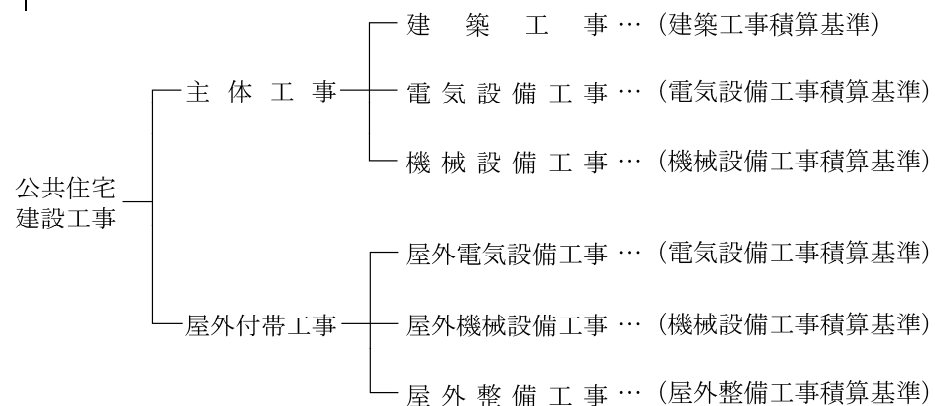 建築工事…（建築工事積算基準）
主体工事
電気設備工事…（電気設備工事積算基準）
機械設備工事…（機械設備工事積算基準）
公共住宅
建設工事
屋外電気設備工事…（電気設備工事積算基準）
屋外付帯工事
屋外機械設備工事…（機械設備工事積算基準）
屋外整備工事…（屋外整備工事積算基準）